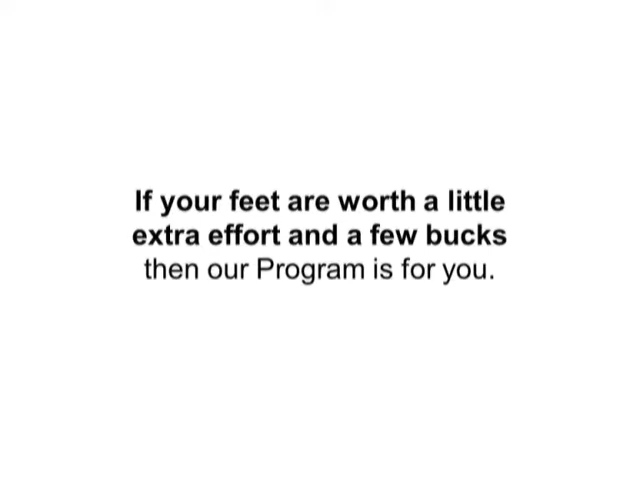 If your feet are worth a little
extra effort and a few bucks
then our Program is for you.